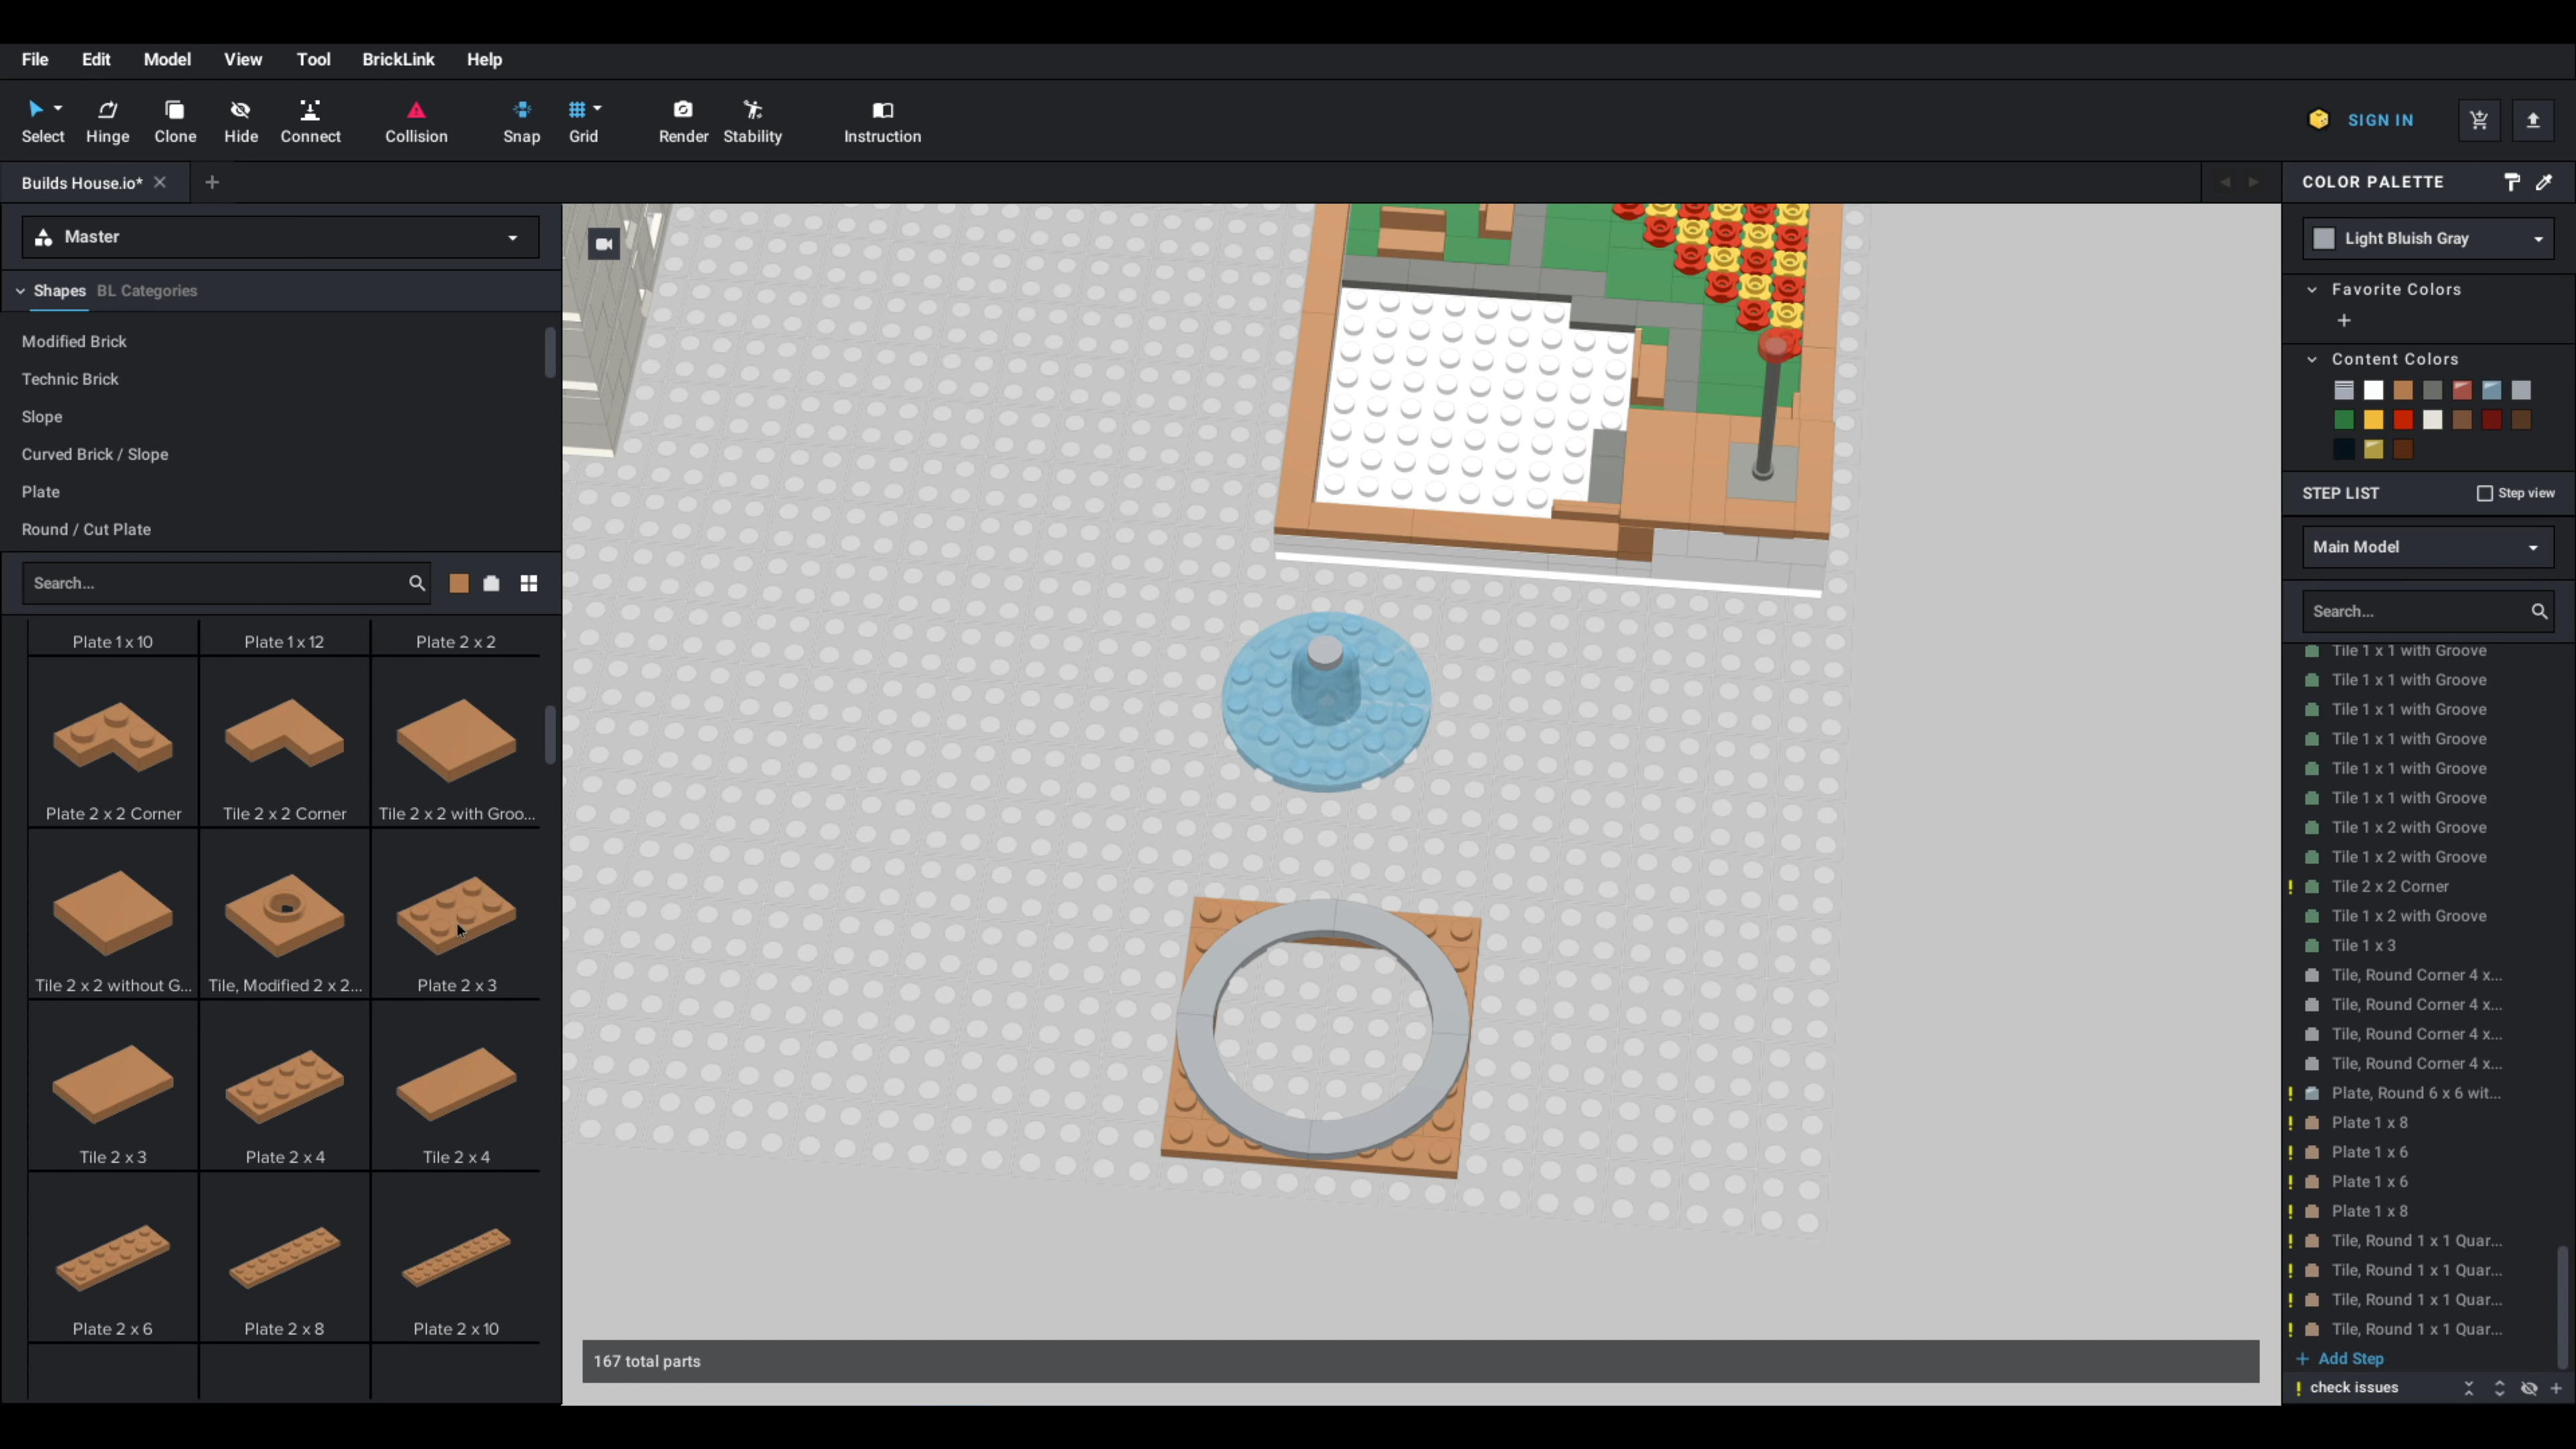 File Edit Model View Tool BrickLink Help
Select Hinge Clone Hide Connect Collision Snap Grid Render Stability Instruction
SIGN IN
Builds House.io*
Master
Shapes BL Categories
Modified Brick
Technic Brick
Slope
Curved Brick / Slope
Plate
Round / Cut Plate
Search...
Plate 1 x 10 Plate 1 x 12 Plate 2 x 2
Plate 2 x 2 Corner Tile 2 x 2 Corner Tile 2 x 2 with Groo...
Tile 2 x 2 without G... Tile, Modified 2 x 2... Plate 2 x 3
Tile 2 x 3 Plate 2 x 4 Tile 2 x 4
Plate 2 x 6 Plate 2 x 8 Plate 2 x 10
167 total parts
COLOR PALETTE
Light Bluish Gray
Favorite Colors
+
Content Colors
STEP LIST Step view
Main Model
Search...
Tile 1 x 1 with Groove
Tile 1 x 1 with Groove
Tile 1 x 1 with Groove
Tile 1 x 1 with Groove
Tile 1 x 1 with Groove
Tile 1 x 1 with Groove
Tile 1 x 2 with Groove
Tile 1 x 2 with Groove
! Tile 2 x 2 Corner
Tile 1 x 2 with Groove
Tile 1 x 3
Tile, Round Corner 4 x...
Tile, Round Corner 4 x...
Tile, Round Corner 4 x...
Tile, Round Corner 4 x...
! Plate, Round 6 x 6 wit...
! Plate 1 x 8
! Plate 1 x 6
! Plate 1 x 6
! Plate 1 x 8
! Tile, Round 1 x 1 Quar...
! Tile, Round 1 x 1 Quar...
! Tile, Round 1 x 1 Quar...
! Tile, Round 1 x 1 Quar...
+ Add Step
! check issues